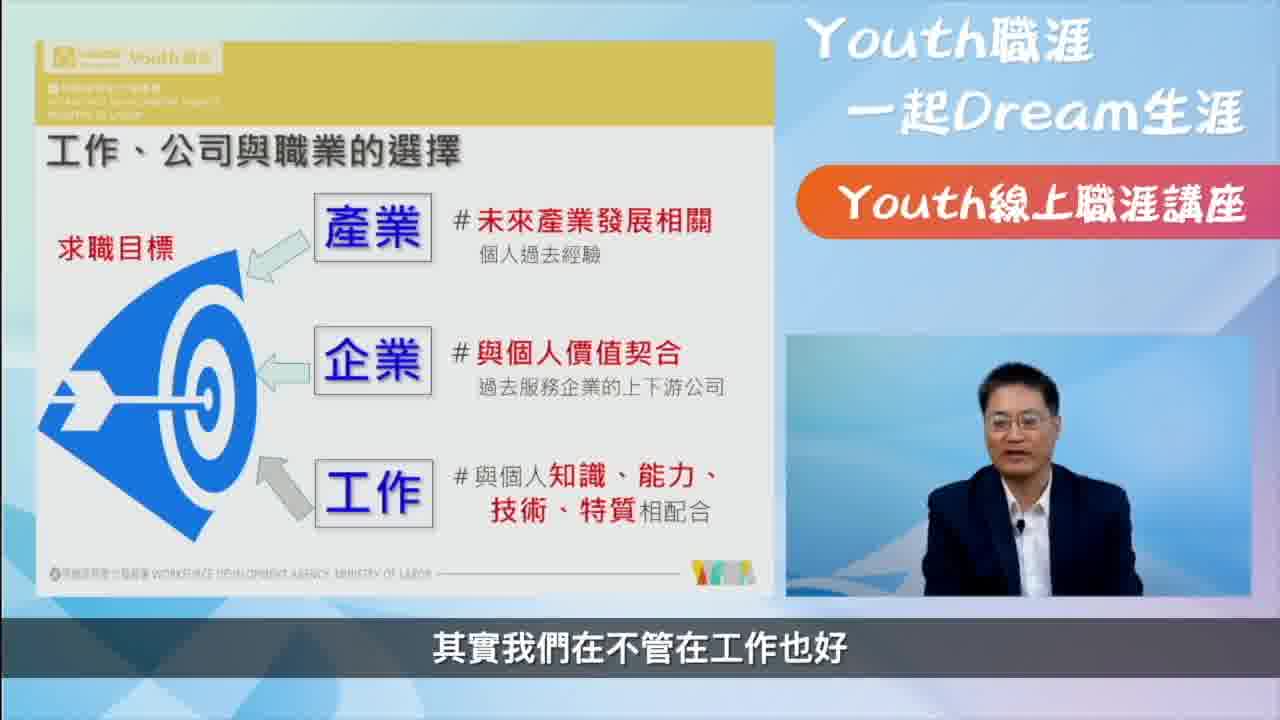 Youth職涯
一起Dream生涯
Youth線上職涯講座
Youth職涯
WORKFORCE DEVELOPMENT AGENCY
MINISTRY OF LABOR
工作、公司與職業的選擇
求職目標
產業
#未來產業發展相關
個人過去經驗
企業
#與個人價值契合
過去服務企業的上下游公司
工作
#與個人知識、能力、
技術、特質相配合
勞動部勞動力發展署 WORKFORCE DEVELOPMENT AGENCY, MINISTRY OF LABOR
其實我們在不管在工作也好